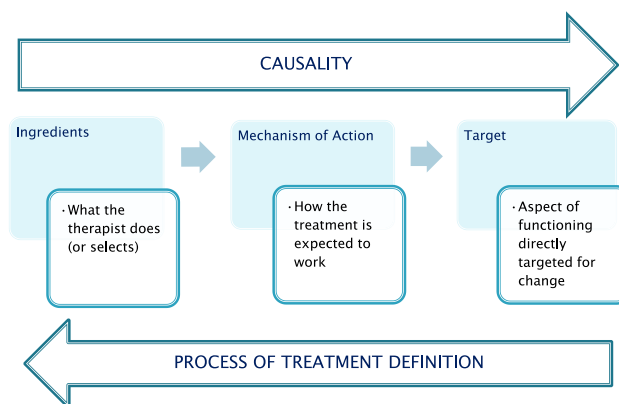 CAUSALITY
Ingredients
· What the
therapist does
(or selects)
Mechanism of Action
· How the
treatment is
expected to
work
Target
· Aspect of
functioning
directly
targeted for
change
PROCESS OF TREATMENT DEFINITION